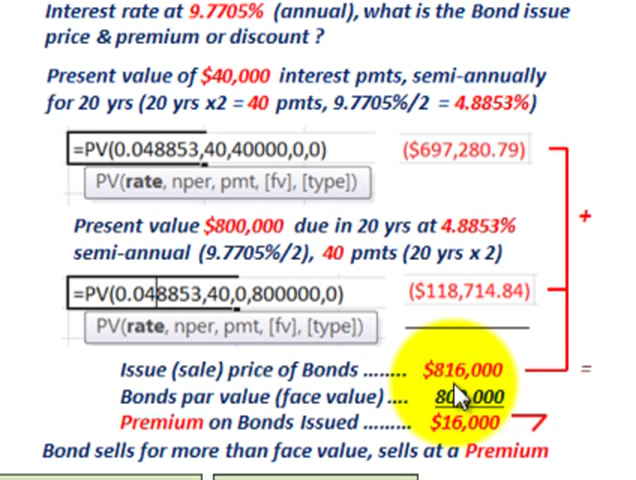 Interest rate at 9.7705% (annual), what is the Bond issue
price & premium or discount ?
Present value of $40,000 interest pmts, semi-annually
for 20 yrs (20 yrs x2 = 40 pmts, 9.7705%/2 = 4.8853%)
=PV(0.048853,40,40000,0,0) ($697,280.79)
PV(rate, nper, pmt, [fv], [type])
+
Present value $800,000 due in 20 yrs at 4.8853%
semi-annual (9.7705%/2), 40 pmts (20 yrs x 2)
=PV(0.048853,40,0,800000,0) ($118,714.84)
PV(rate, nper, pmt, [fv], [type])
Issue (sale) price of Bonds ........ $816,000 =
Bonds par value (face value) ....
Premium on Bonds Issued ......... $16,000
Bond sells for more than face value, sells at a Premium